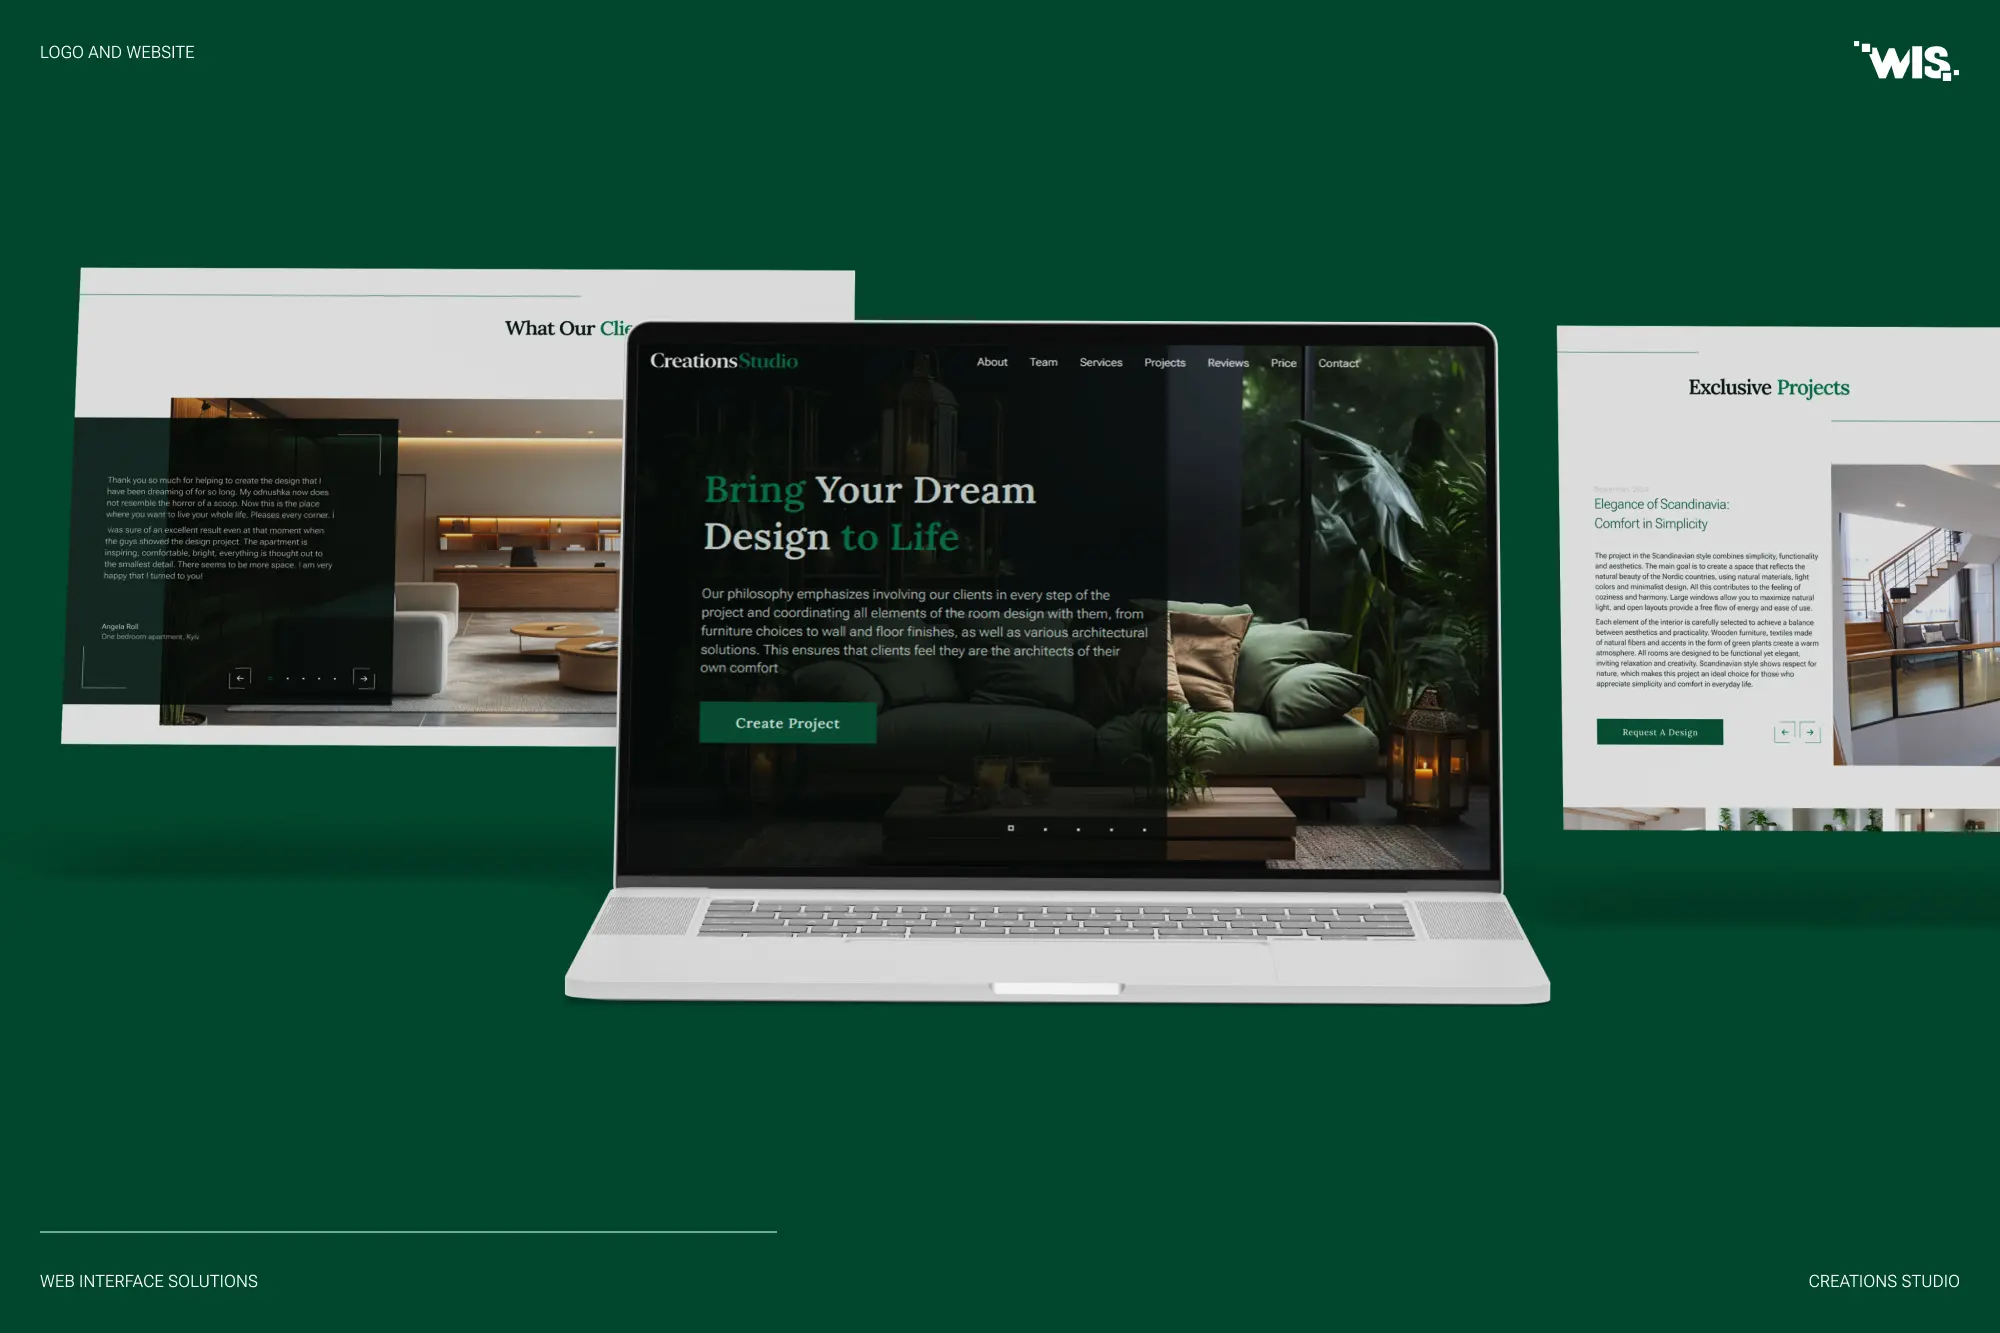 LOGO AND WEBSITE
WIS.
What Our
Thank you so much for helping to create the design that I
have been dreaming of for so long. My odnushka now does
not resemble the horror of a scoop. Now this is the place
where you want to live your whole life. Pleases every corner. I
was sure of an excellent result even at that moment when
the guys showed the design project. The apartment is
inspiring, comfortable, bright, everything is thought out to
the smallest detail. There seems to be more space. I am very
happy that I turned to you!
Angela Roll
One bedroom apartment, Kyiv
CreationsStudio
About Team Services Projects Reviews Price Contact
Bring Your Dream
Design to Life
Our philosophy emphasizes involving our clients in every step of the
project and coordinating all elements of the room design with them, from
furniture choices to wall and floor finishes, as well as various architectural
solutions. This ensures that clients feel they are the architects of their
own comfort
Create Project
Exclusive Projects
Elegance of Scandinavia:
Comfort in Simplicity
The project in the Scandinavian style combines simplicity, functionality
and aesthetics. The main goal is to create a space that reflects the
natural beauty of the Nordic countries, using natural materials, light
colors and minimalist design. All this contributes to the feeling of
coziness and harmony. Large windows allow you to maximize natural
light, and open layouts provide a free flow of energy and ease of use.
Each element of the interior is carefully selected to achieve a balance
between aesthetics and practicality. Wooden furniture, textiles made
of natural fibers and accents in the form of green plants create a warm
atmosphere. All rooms are designed to be functional yet elegant,
inviting relaxation and creativity. Scandinavian style shows respect for
nature, which makes this project an ideal choice for those who
appreciate simplicity and comfort in everyday life.
Request A Design
WEB INTERFACE SOLUTIONS
CREATIONS STUDIO